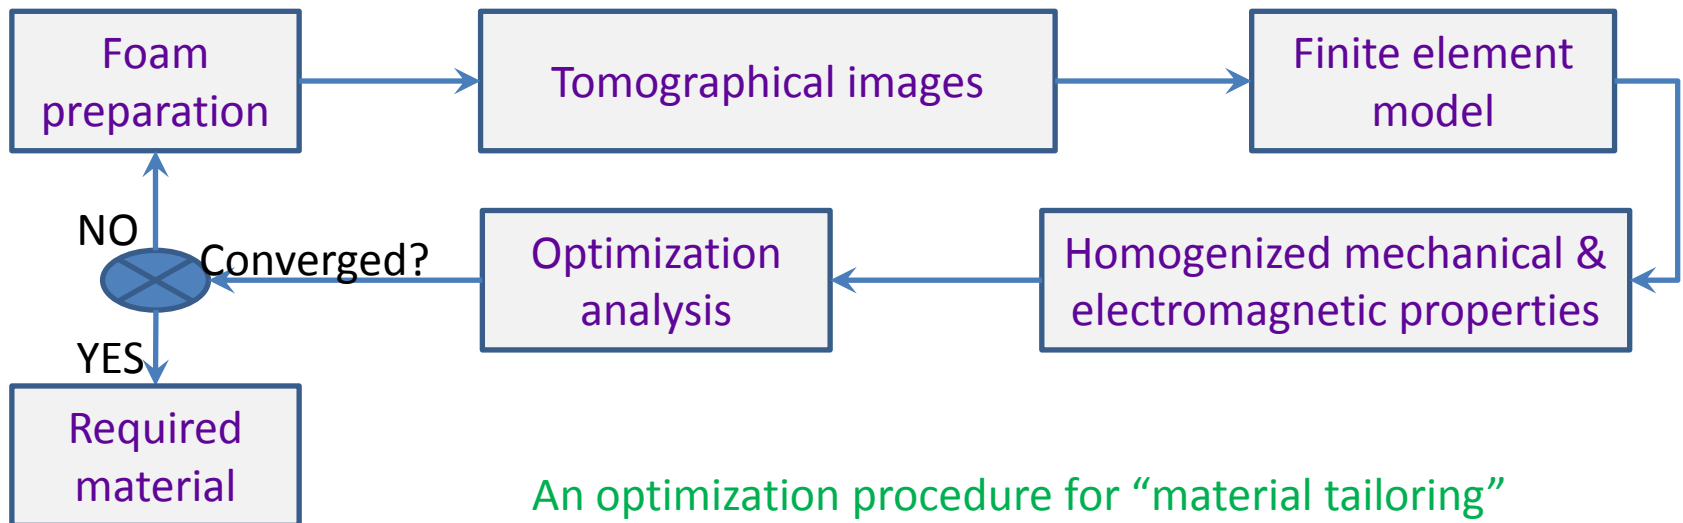 Foam
preparation
Tomographical images
Finite element
model
Homogenized mechanical &
electromagnetic properties
Optimization
analysis
Converged?
NO
YES
Required
material
An optimization procedure for “material tailoring”